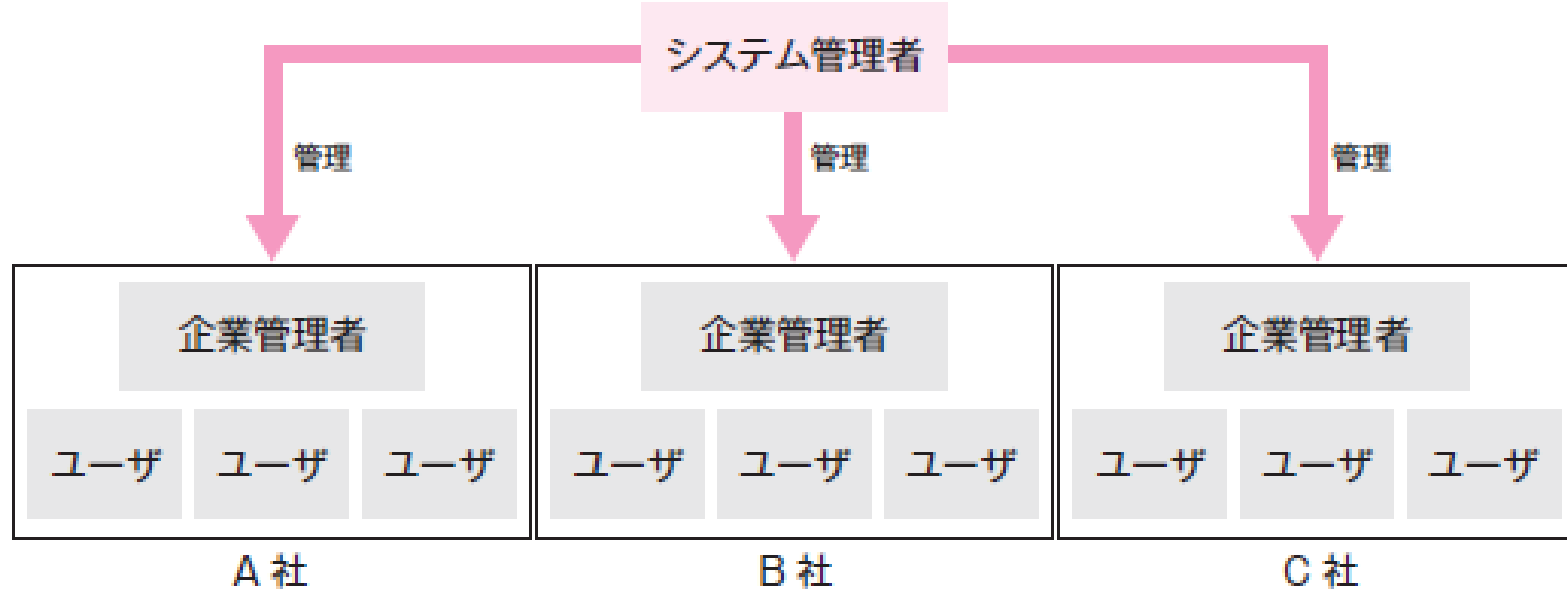 システム管理者
管理
管理
管理
企業管理者
企業管理者
企業管理者
ユーザ
ユーザ
ユーザ
ユーザ
ユーザ
ユーザ
ユーザ
ユーザ
ユーザ
A 社
B 社
C 社